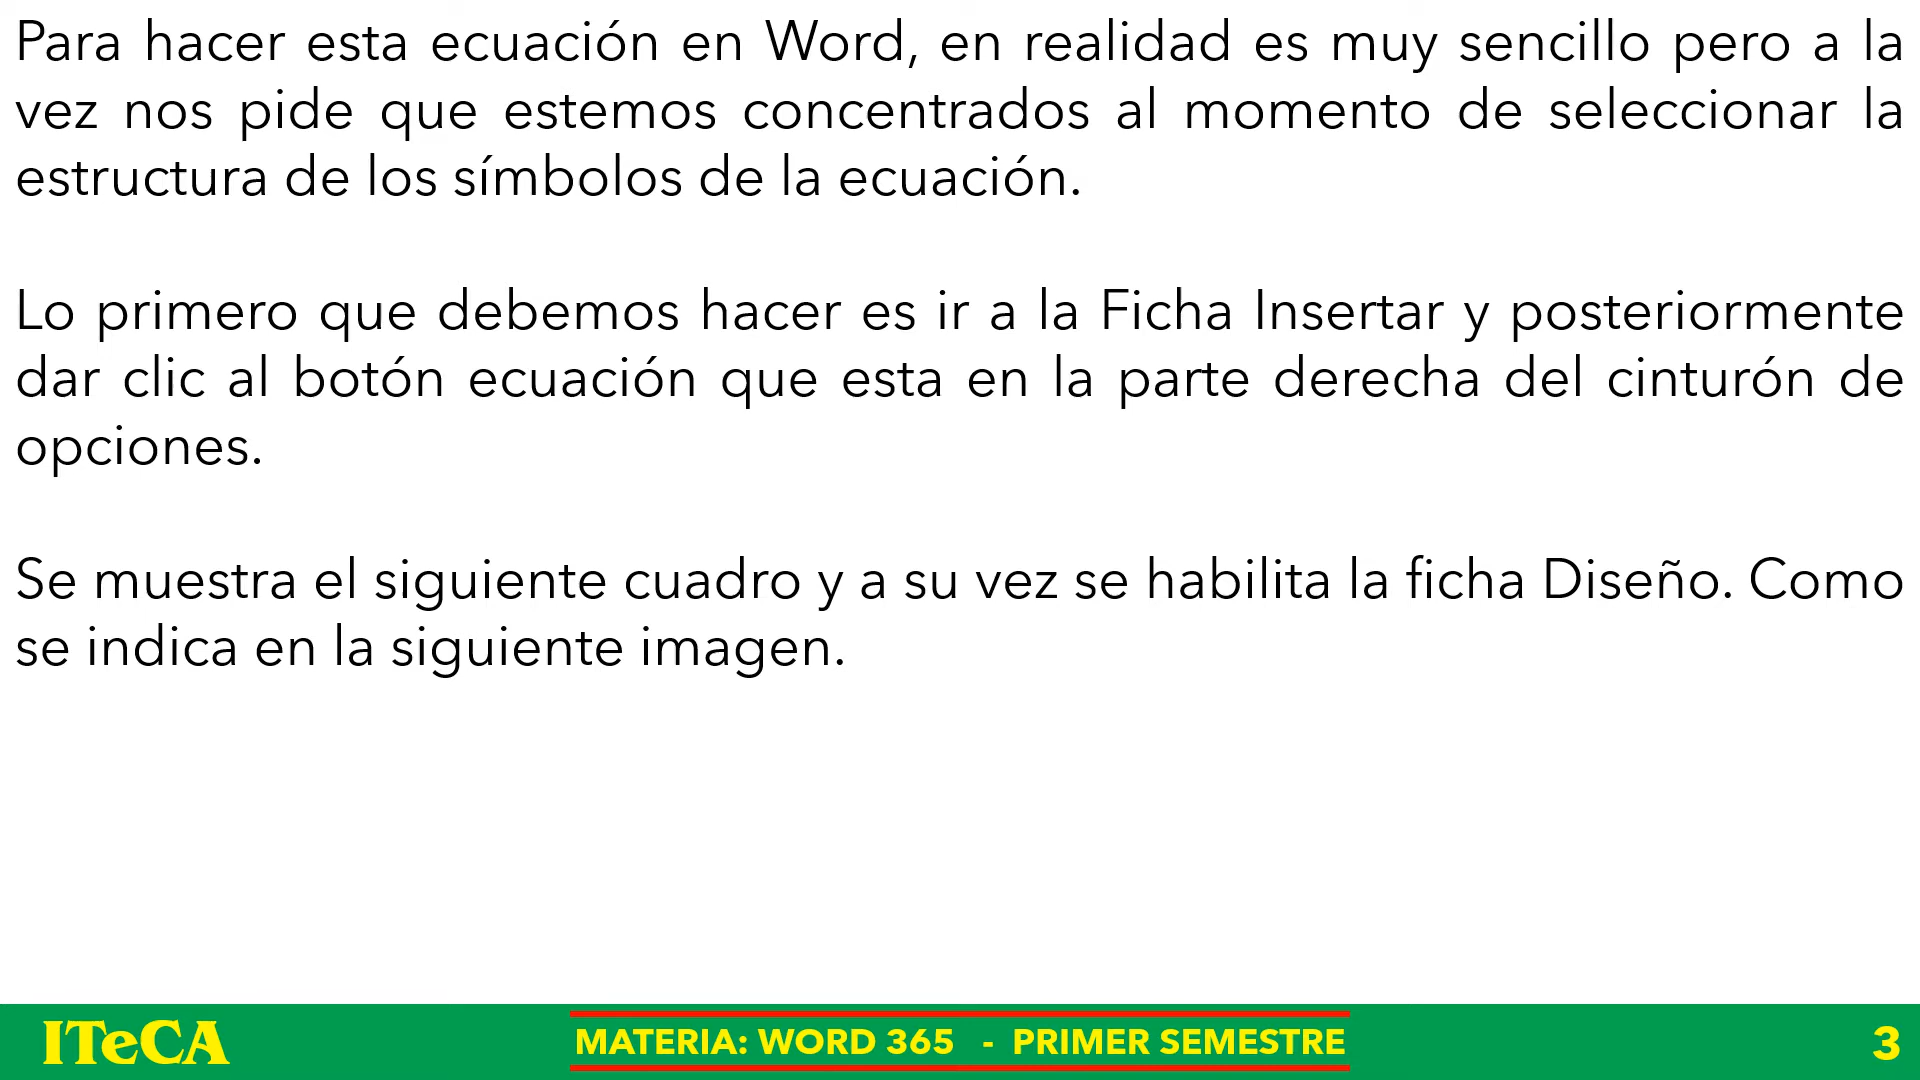 Para hacer esta ecuación en Word, en realidad es muy sencillo pero a la
vez nos pide que estemos concentrados al momento de seleccionar la
estructura de los símbolos de la ecuación.
Lo primero que debemos hacer es ir a la Ficha Insertar y posteriormente
dar clic al botón ecuación que esta en la parte derecha del cinturón de
opciones.
Se muestra el siguiente cuadro y a su vez se habilita la ficha Diseño. Como
se indica en la siguiente imagen.
ITeCA
MATERIA: WORD 365 - PRIMER SEMESTRE
3